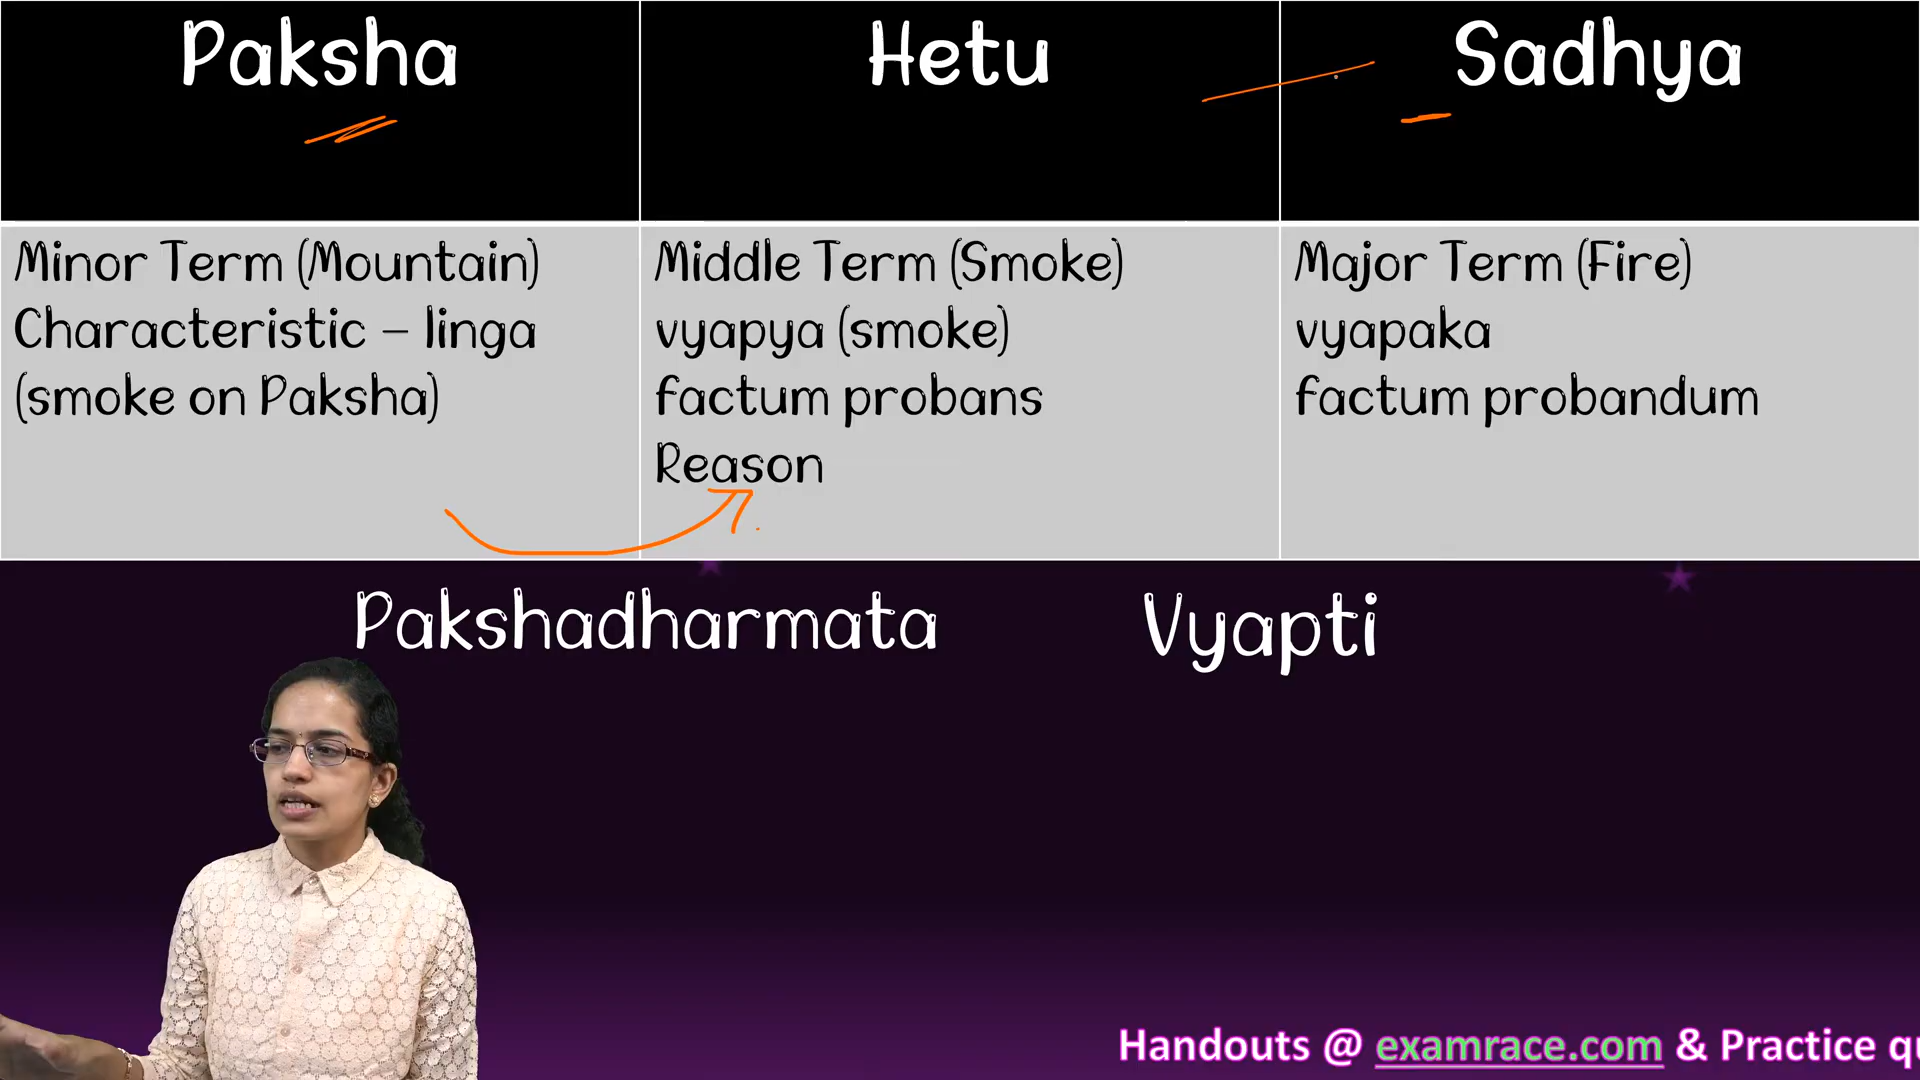 Paksha
Hetu
Sadhya
Minor Term (Mountain)
Characteristic – linga
(smoke on Paksha)
Middle Term (Smoke)
vyapya (smoke)
factum probans
Reason
Major Term (Fire)
vyapaka
factum probandum
Pakshadharmata
Vyapti
Handouts @ examrace.com & Practice qu